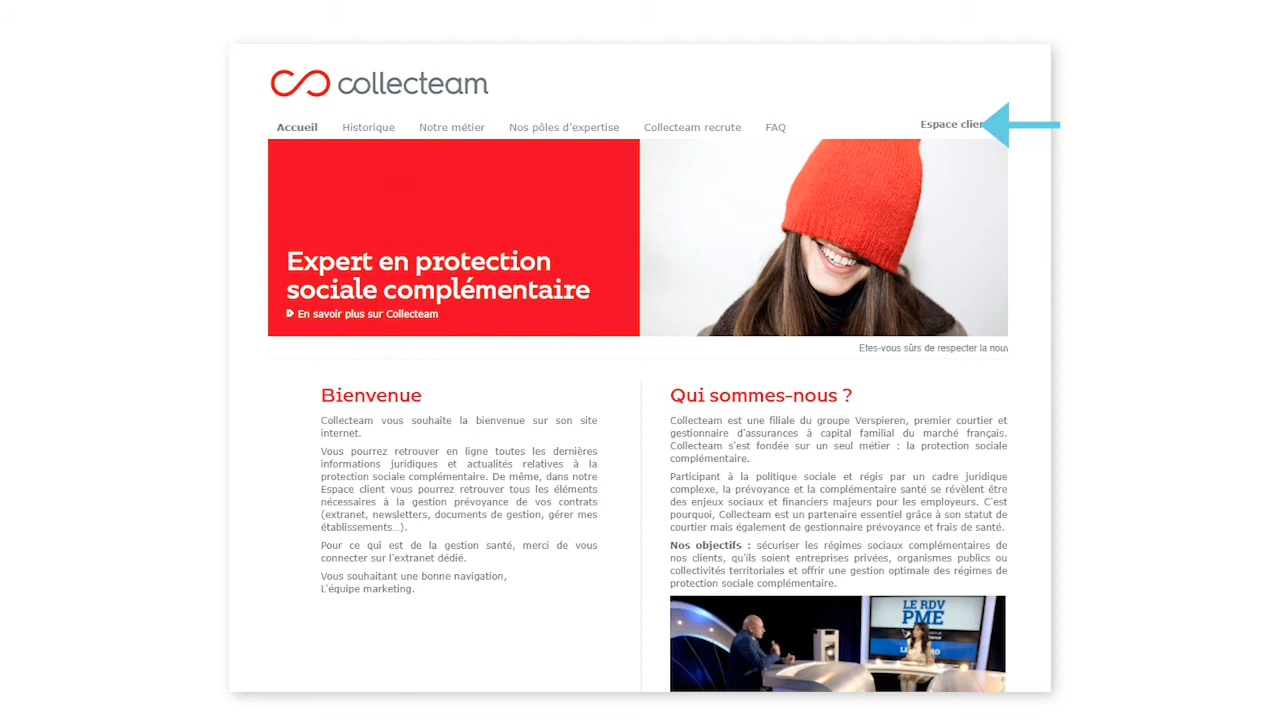 collecteam
Accueil Historique Notre métier Nos pôles d'expertise Collecteam recrute FAQ Espace
Expert en protection
sociale complémentaire
En savoir plus sur Collecteam
Etes-vous sûrs de respecter la
Bienvenue
Collecteam vous souhaite la bienvenue sur son site
internet.
Vous pourrez retrouver en ligne toutes les dernières
informations juridiques et actualités relatives à la
protection sociale complémentaire. De même, dans notre
Espace client vous pourrez retrouver tous les éléments
nécessaires à la gestion prévoyance de vos contrats
(extranet, newsletters, documents de gestion, gérer mes
établissements...).
Pour ce qui est de la gestion santé, merci de vous
connecter sur l'extranet dédié.
Vous souhaitant une bonne navigation,
L'équipe marketing.
Qui sommes-nous ?
Collecteam est une filiale du groupe Verspieren, premier courtier et
gestionnaire d'assurances à capital familial du marché français.
Collecteam s'est fondée sur un seul métier : la protection sociale
complémentaire.
Participant à la politique sociale et régis par un cadre juridique
complexe, la prévoyance et la complémentaire santé se révèlent être
des enjeux sociaux et financiers majeurs pour les employeurs. C'est
pourquoi, Collecteam est un partenaire essentiel grâce à son statut de
courtier mais également de gestionnaire prévoyance et frais de santé.
Nos objectifs : sécuriser les régimes sociaux complémentaires de
nos clients, qu'ils soient entreprises privées, organismes publics ou
collectivités territoriales et offrir une gestion optimale des régimes de
protection sociale complémentaire.
LE RDV
PME